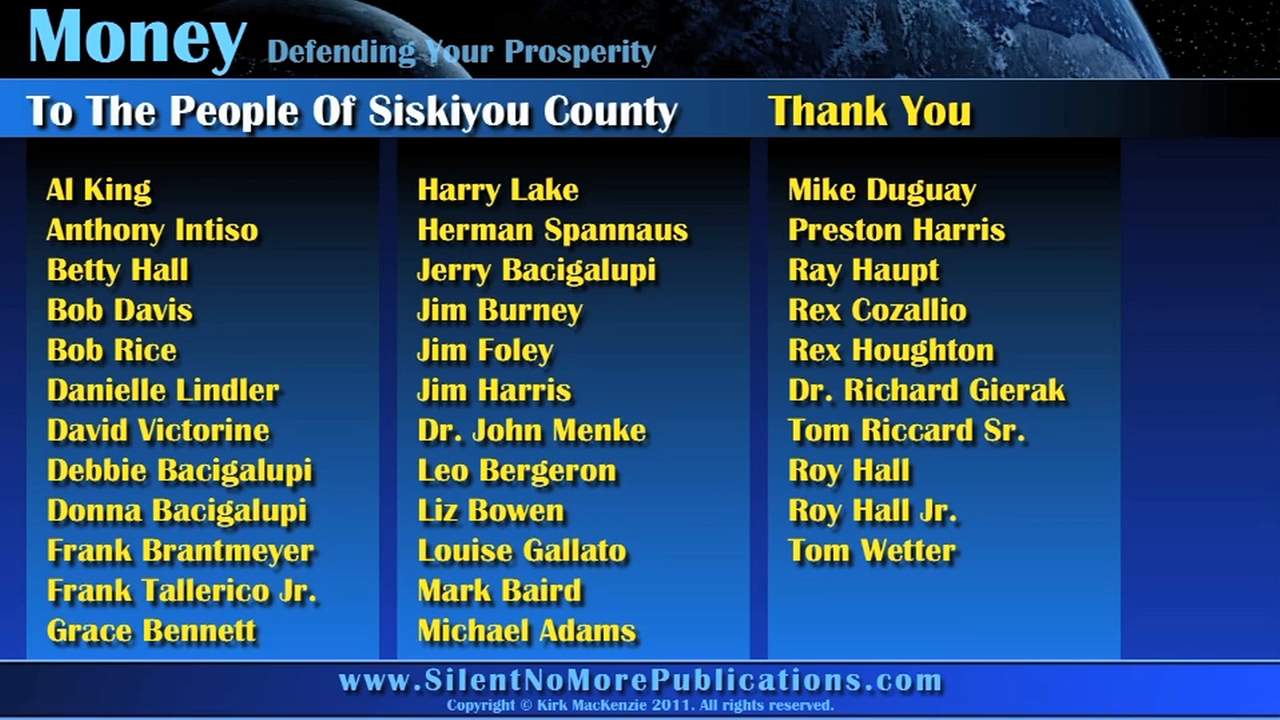 Money Defending Your Prosperity
To The People Of Siskiyou County Thank You
Al King
Anthony Intiso
Betty Hall
Bob Davis
Bob Rice
Danielle Lindler
David Victorine
Debbie Bacigalupi
Donna Bacigalupi
Frank Brantmeyer
Frank Tallerico Jr.
Grace Bennett
Harry Lake
Herman Spannaus
Jerry Bacigalupi
Jim Burney
Jim Foley
Jim Harris
Dr. John Menke
Leo Bergeron
Liz Bowen
Louise Gallato
Mark Baird
Michael Adams
Mike Duguay
Preston Harris
Ray Haupt
Rex Cozallio
Rex Houghton
Dr. Richard Gierak
Tom Riccard Sr.
Roy Hall
Roy Hall Jr.
Tom Wetter
www.SilentNoMorePublications.com
Copyright © Kirk MacKenzie 2011. All rights reserved.